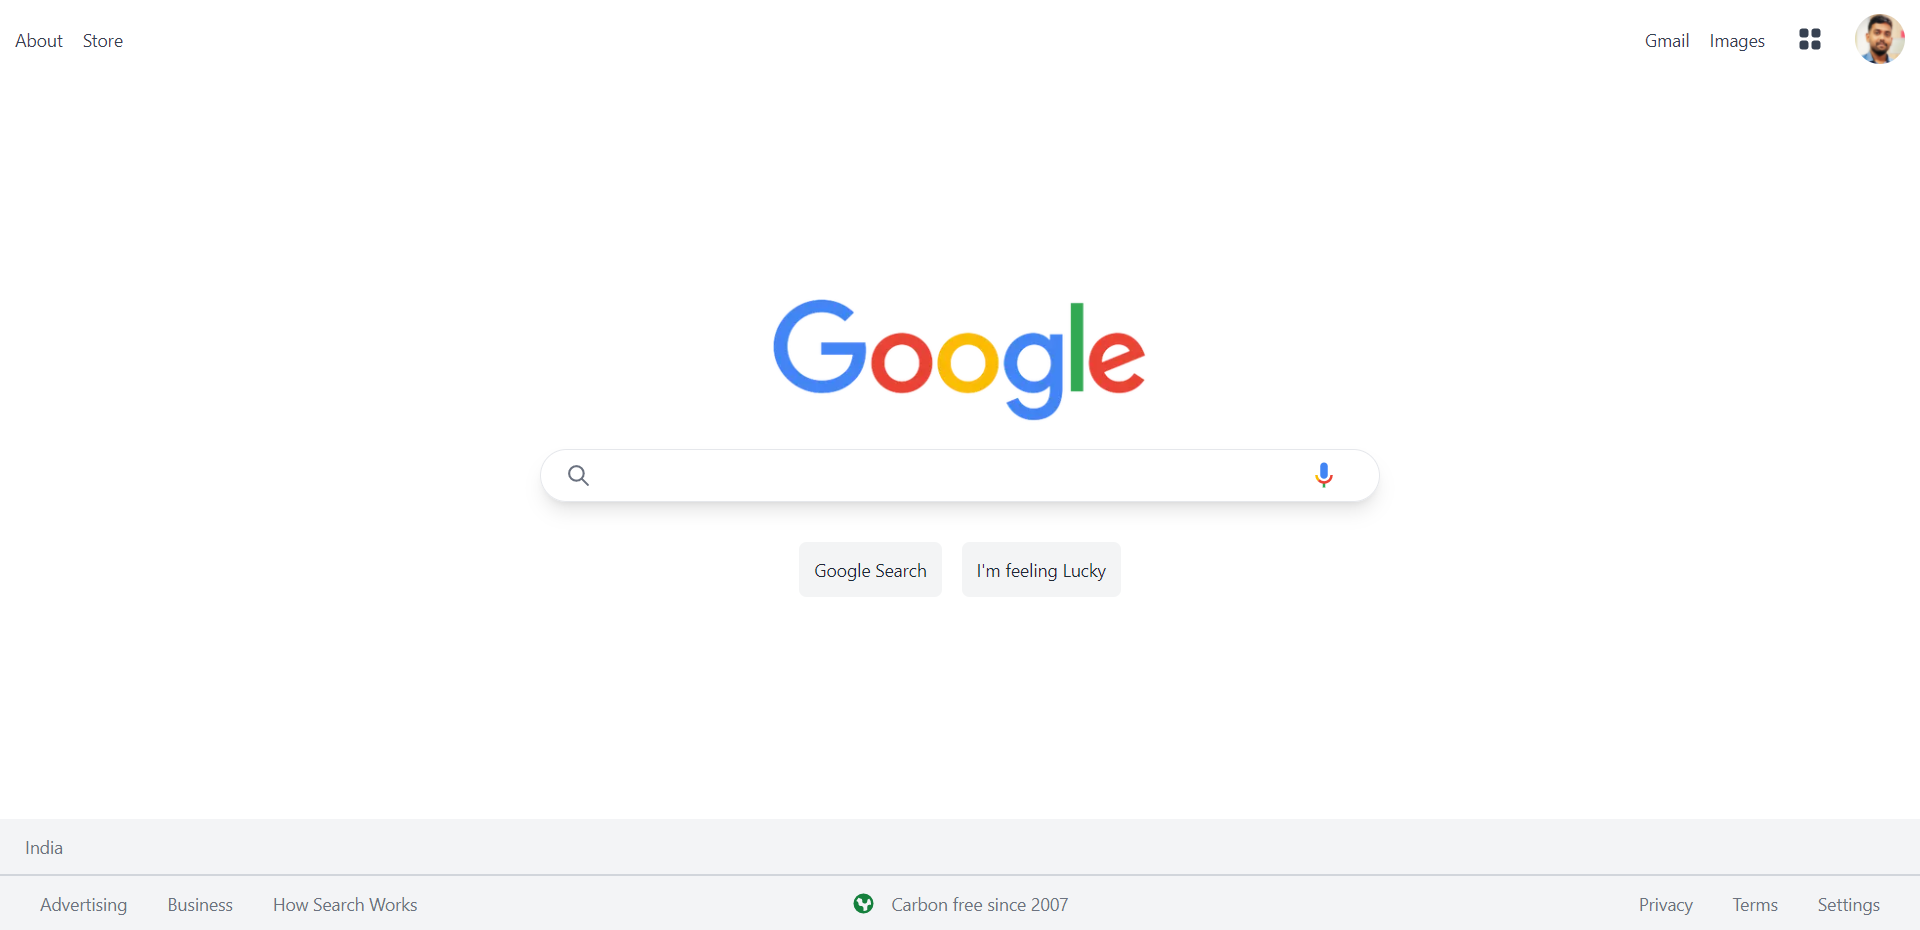 About Store Gmail Images
Google
Google Search I'm feeling Lucky
India
Advertising Business How Search Works Carbon free since 2007 Privacy Terms Settings